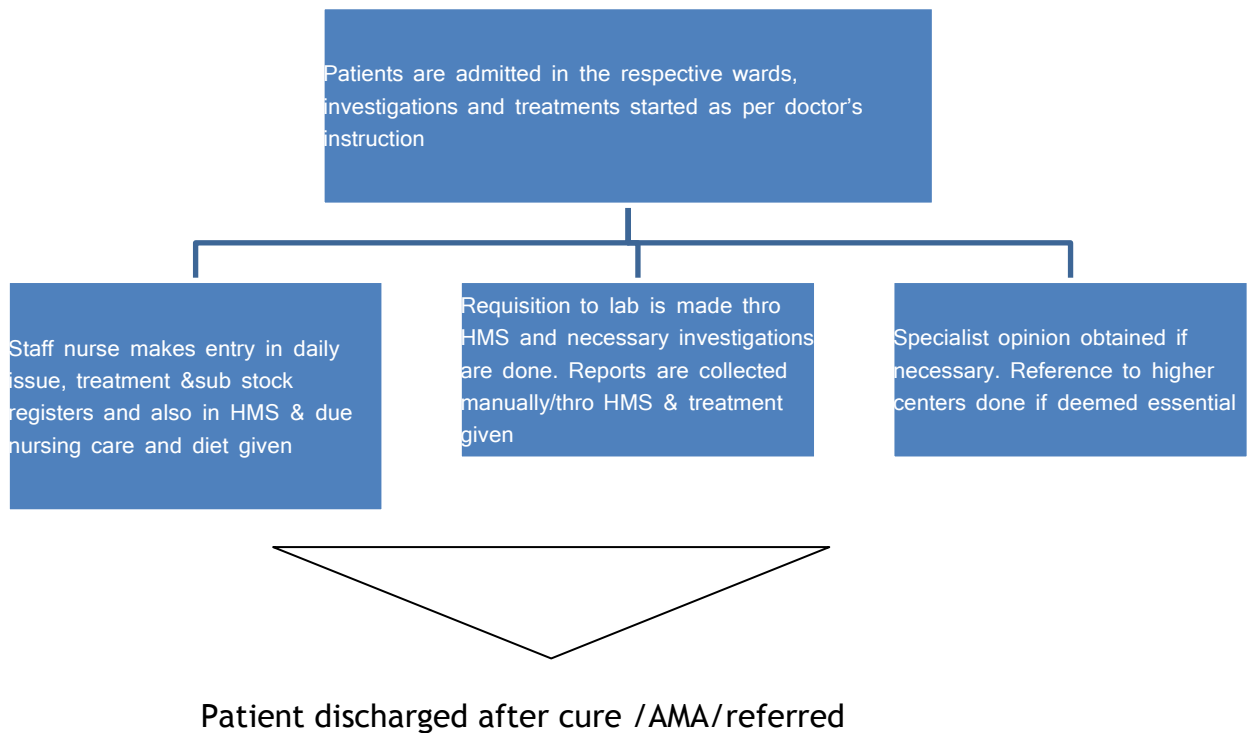 Patients are admitted in the respective wards,
investigations and treatments started as per doctor’s
instruction
Staff nurse makes entry in daily
issue, treatment &sub stock
registers and also in HMS & due
nursing care and diet given
Requisition to lab is made thro
HMS and necessary investigations
are done. Reports are collected
manually/thro HMS & treatment
given
Specialist opinion obtained if
necessary. Reference to higher
centers done if deemed essential
Patient discharged after cure /AMA/referred